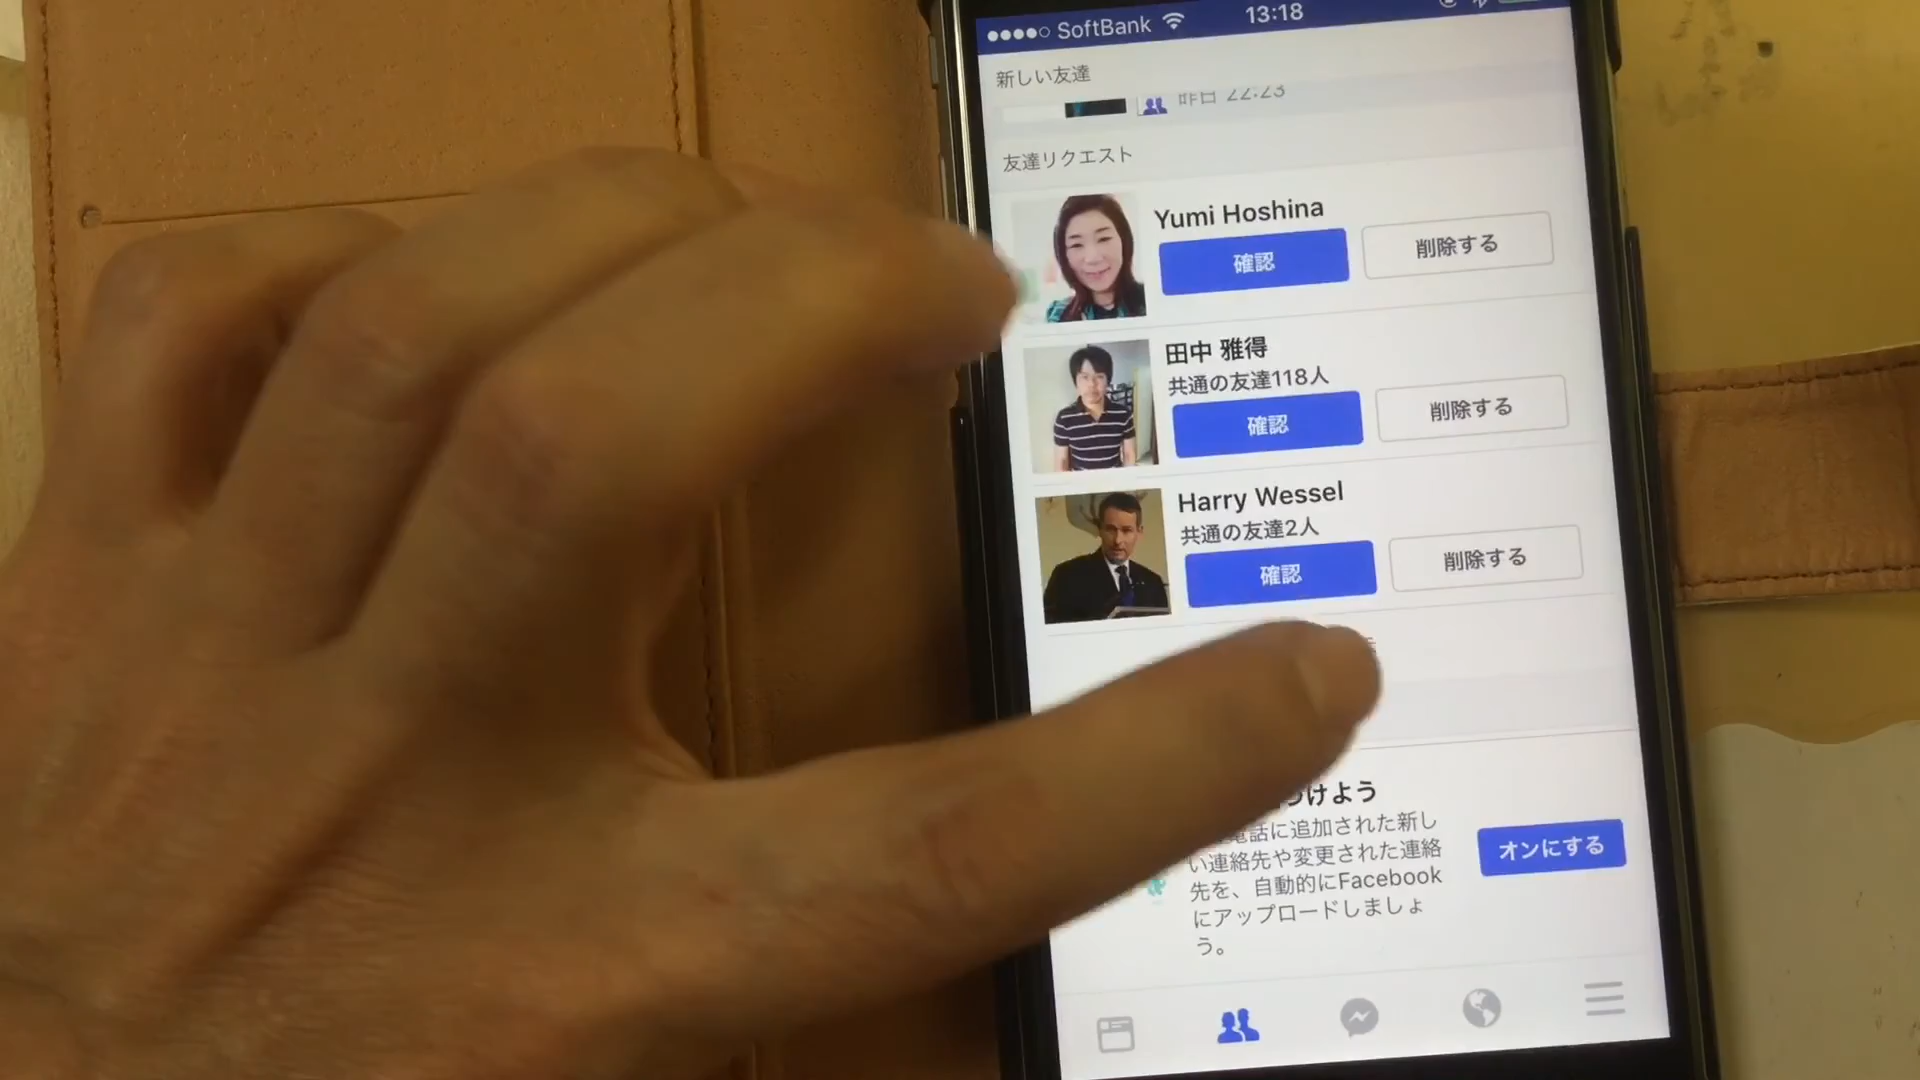 SoftBank 13:18
新しい友達
昨日 22:23
友達リクエスト
Yumi Hoshina
確認 削除する
田中 雅得
共通の友達118人
確認 削除する
Harry Wessel
共通の友達2人
確認 削除する
つけよう
電話に追加された新し
い連絡先や変更された連絡
先を、自動的にFacebook
にアップロードしましょ
う。
オンにする